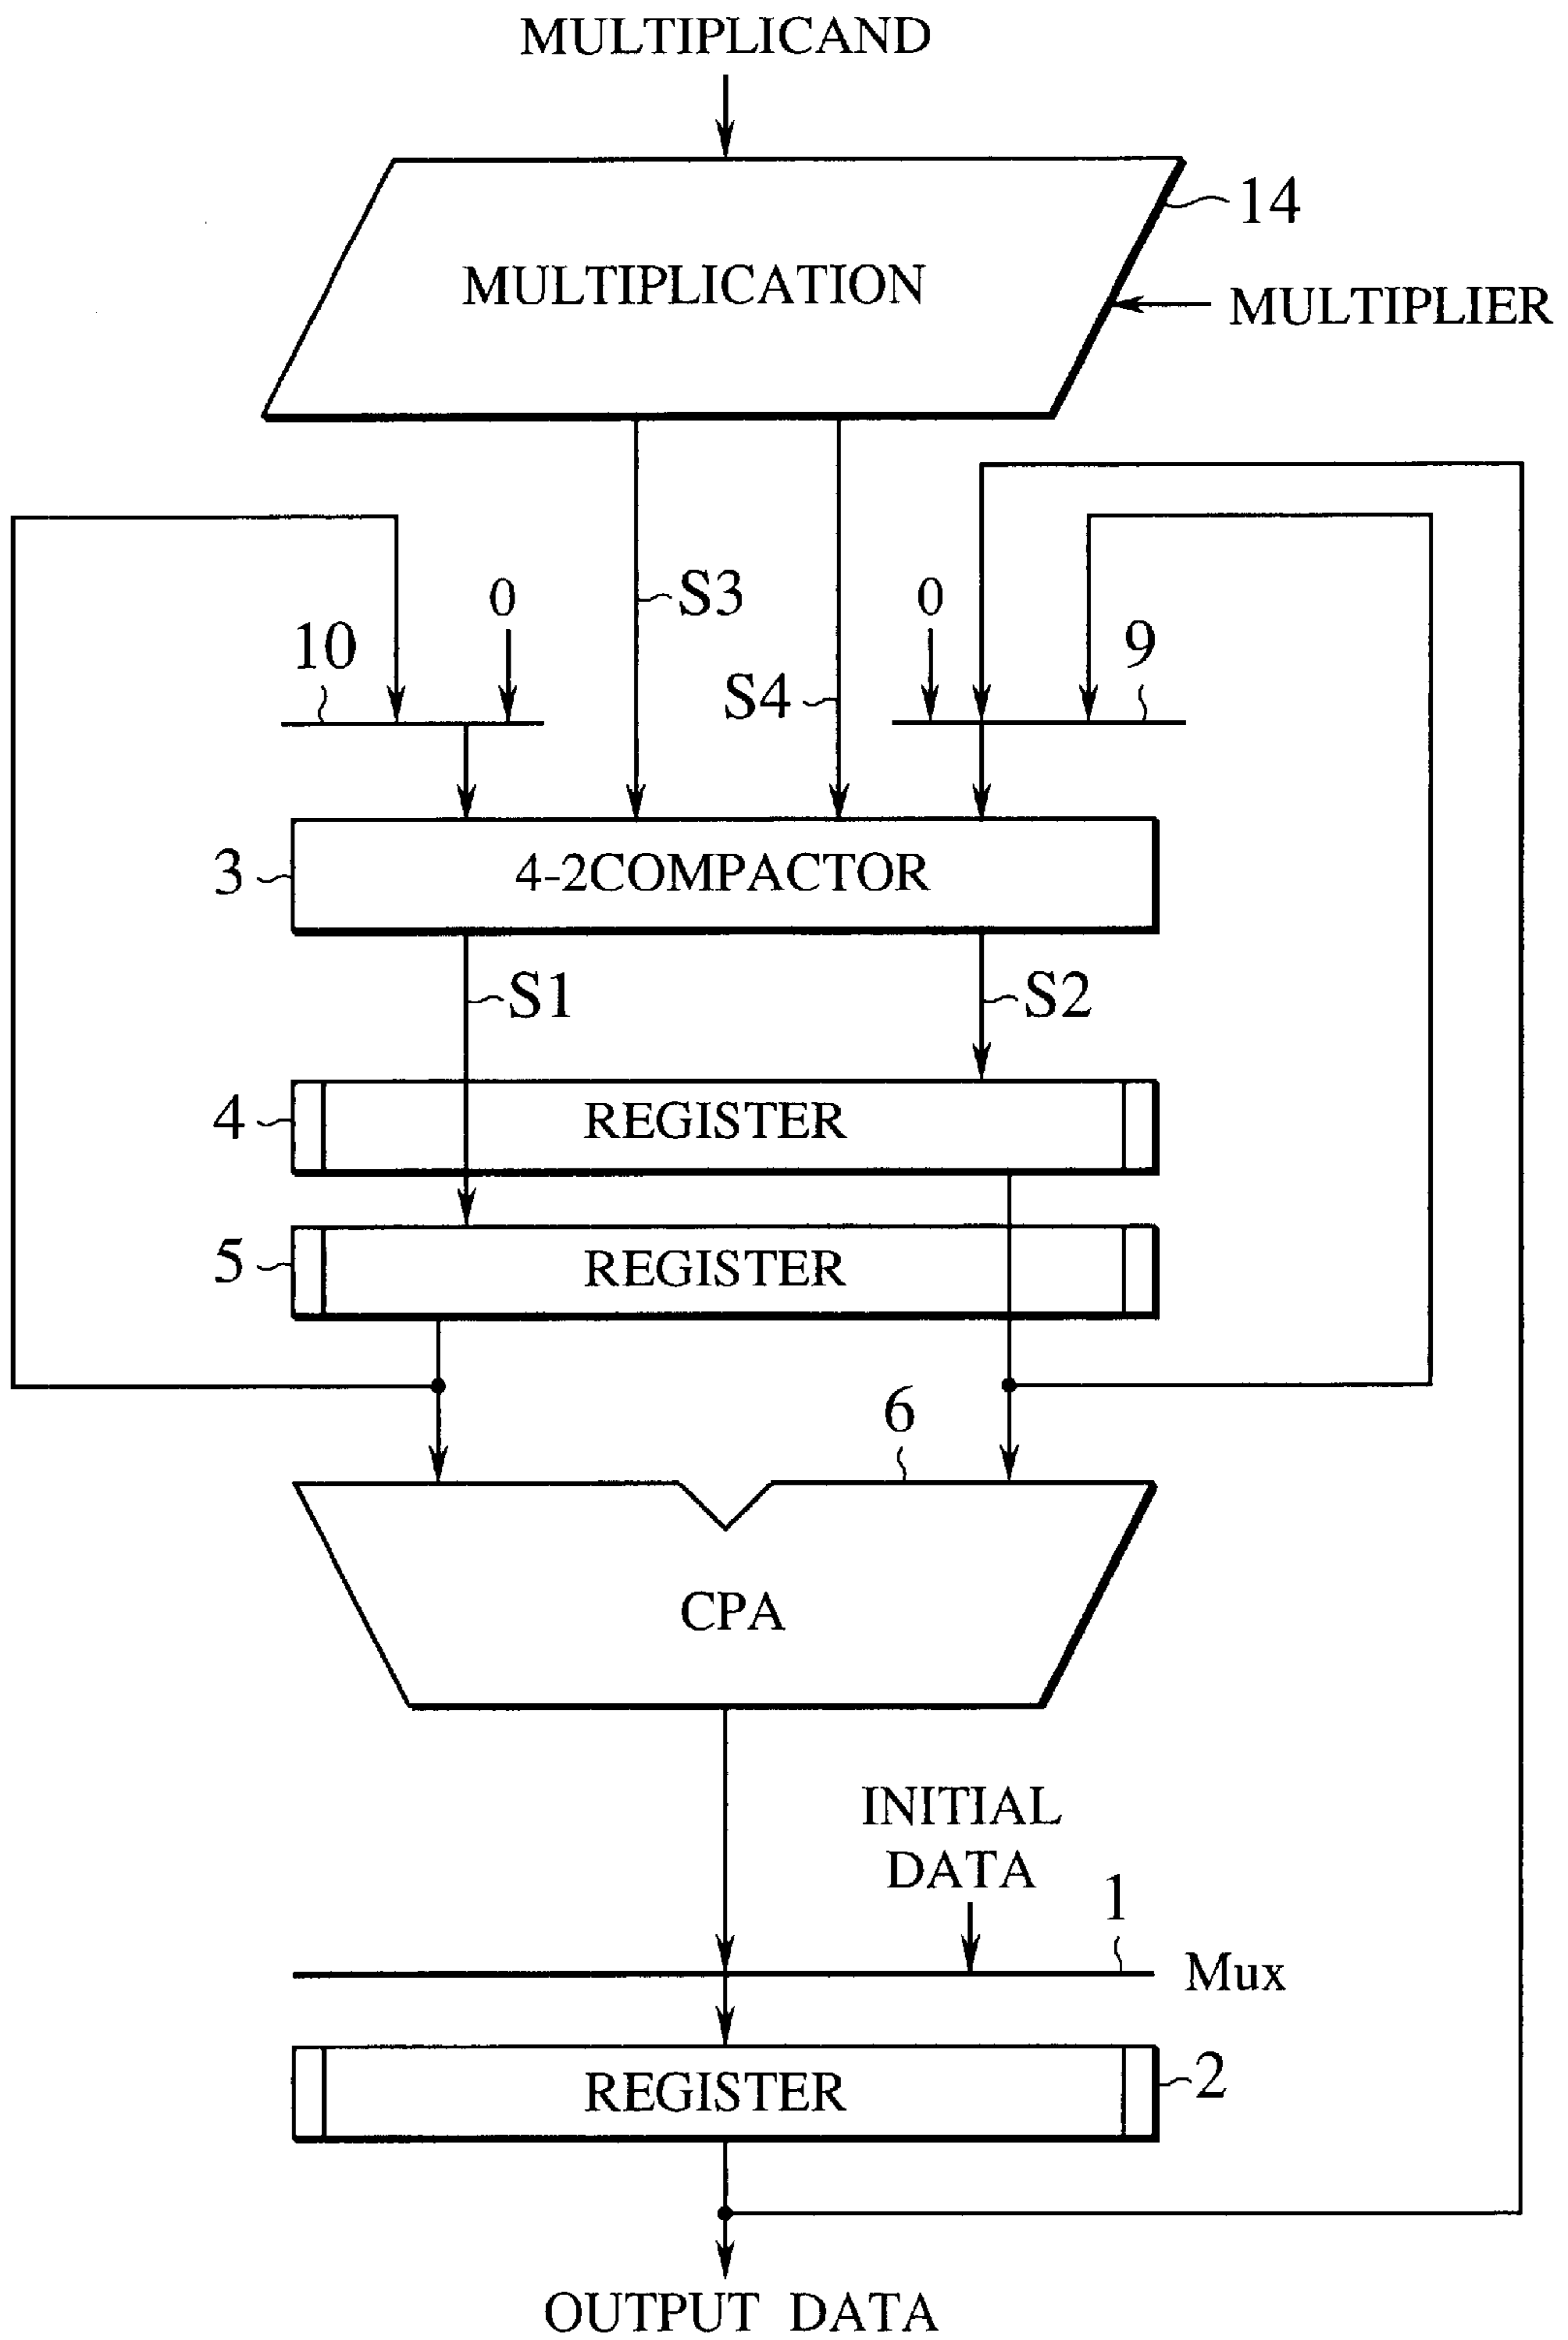 MULTIPLICAND
14
MULTIPLICATION
MULTIPLIER
S3
0
0
10
9
S4
3
4-2COMPACTOR
S1
S2
4
REGISTER
5
REGISTER
6
CPA
INITIAL
DATA
1
Mux
REGISTER
2
OUTPUT DATA